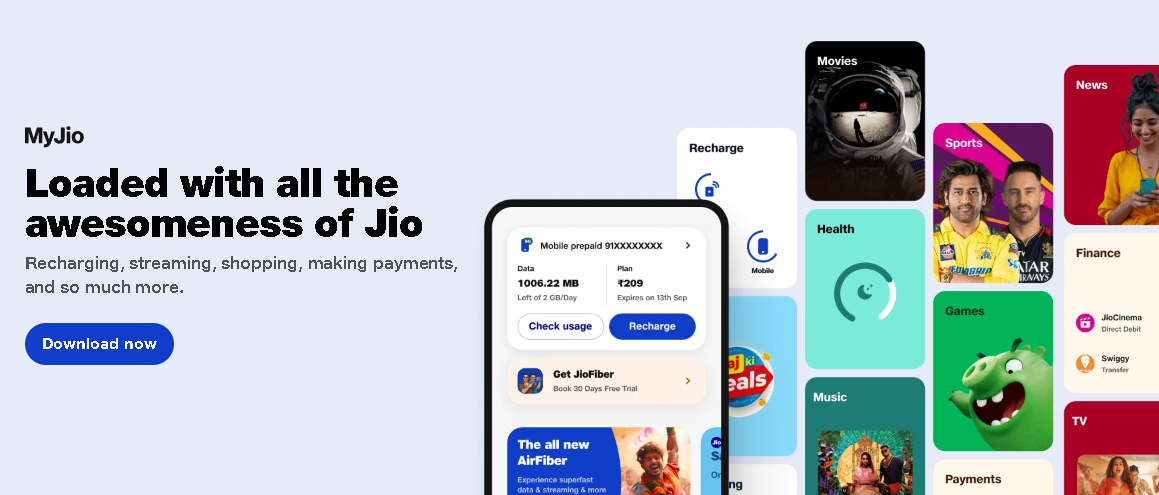 MyJio
Loaded with all the
awesomeness of Jio
Recharging, streaming, shopping, making payments,
and so much more.
Download now
Mobile prepaid 91XXXXXXXX
Data
1006.22 MB
Left of 2 GB/Day
Plan
₹209
Expires on 13th Sep
Check usage
Recharge
Get JioFiber
Book 30 Days Free Trial
The all new
AirFiber
Experience superfast
data & streaming & more
Jio
Recharge
Mobile
ki
Movies
Health
Music
Sports
Games
Payments
News
Finance
JioCinema
Direct Debit
Swiggy
Transfer
TV